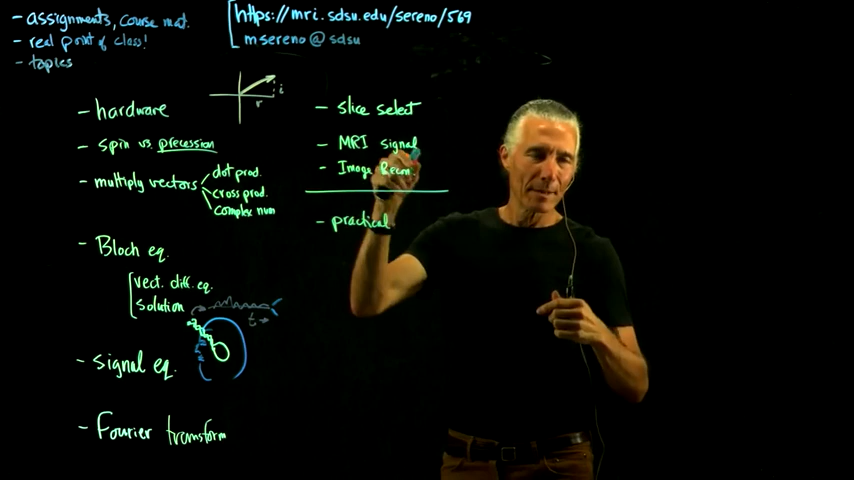 - assignments, course mat.
- real point of class!
- topics
https://mri.sdsu.edu/sereno/569
msereno@sdsu
- hardware
i
r
- spin vs. precession
- multiply vectors
dot prod.
cross prod.
complex num
- Bloch eq.
vect. diff. eq.
solution
t →
- signal eq.
- Fourier transform
- slice select
- MRI signal
- Image Recon.
- practical